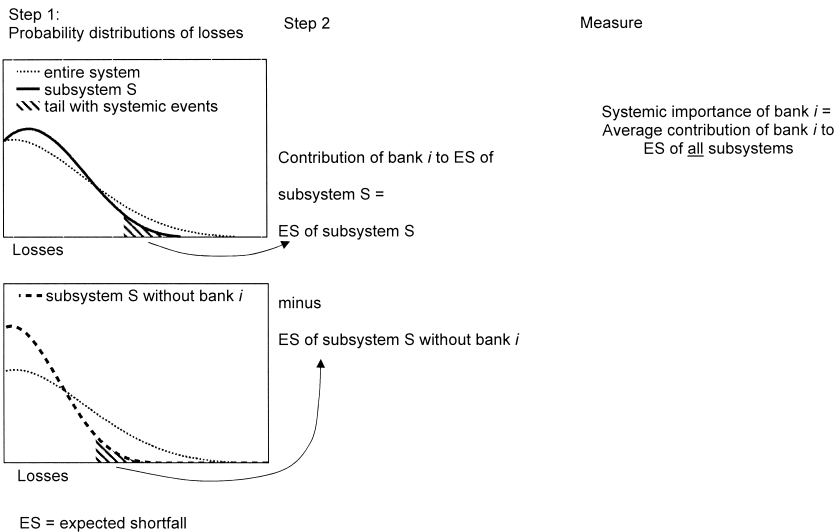 Step 1:
Probability distributions of losses
Step 2
Measure
entire system
subsystem S
tail with systemic events
Losses
Contribution of bank i to ES of
subsystem S =
ES of subsystem S
Systemic importance of bank i =
Average contribution of bank i to
ES of all subsystems
subsystem S without bank i
Losses
minus
ES of subsystem S without bank i
ES = expected shortfall